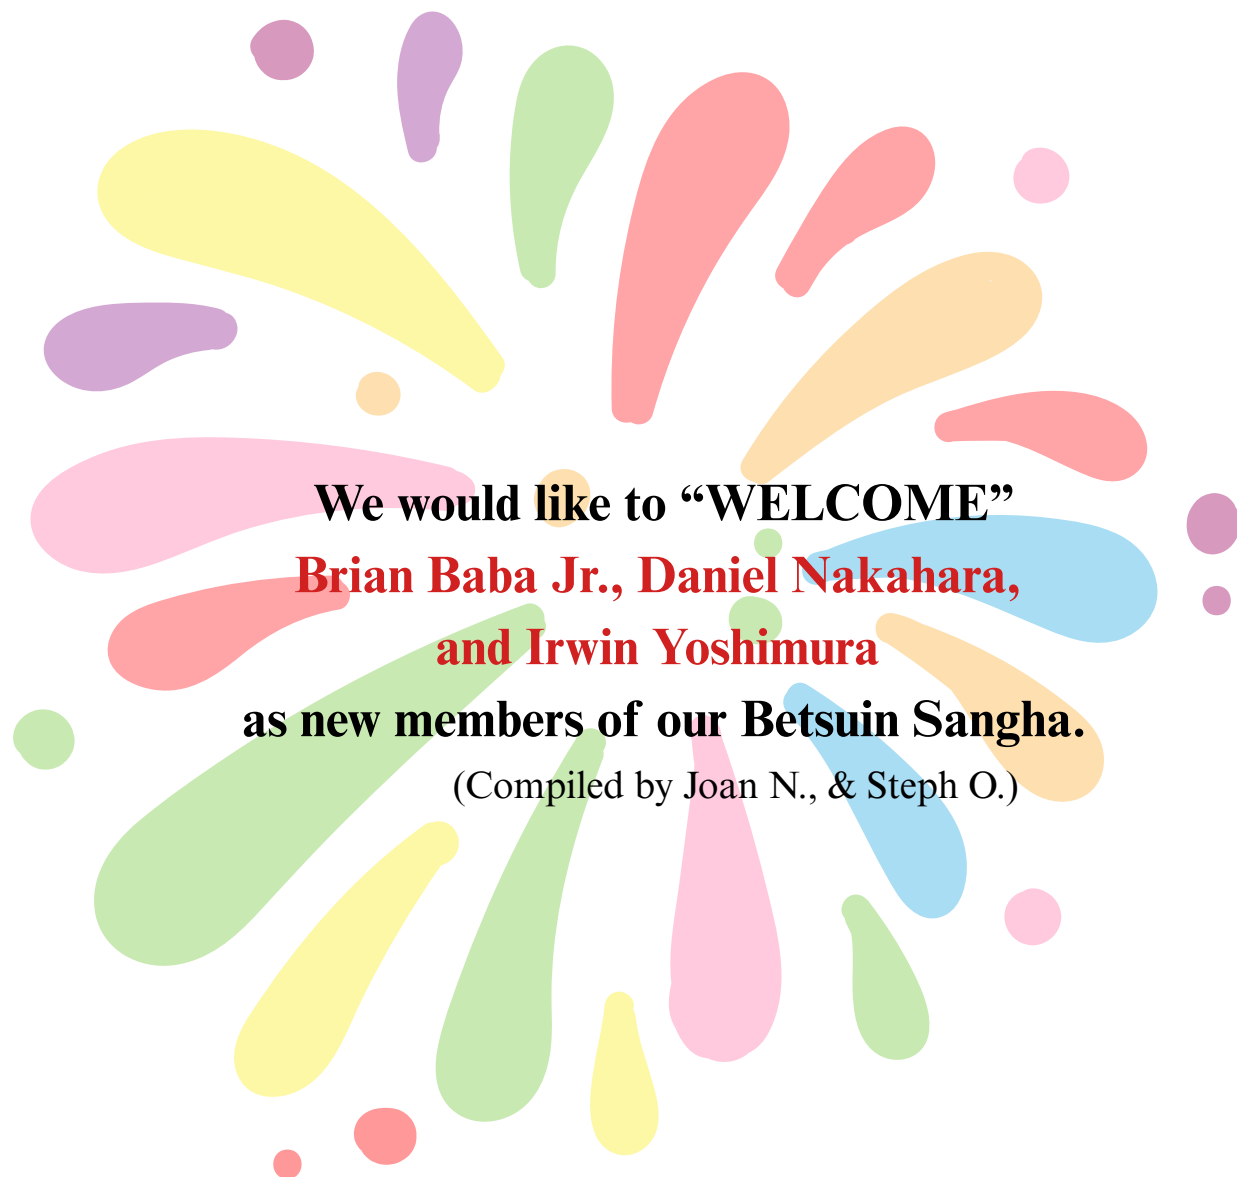 We would like to “WELCOME”
Brian Baba Jr., Daniel Nakahara,
and Irwin Yoshimura
as new members of our Betsuin Sangha.
(Compiled by Joan N., & Steph O.)